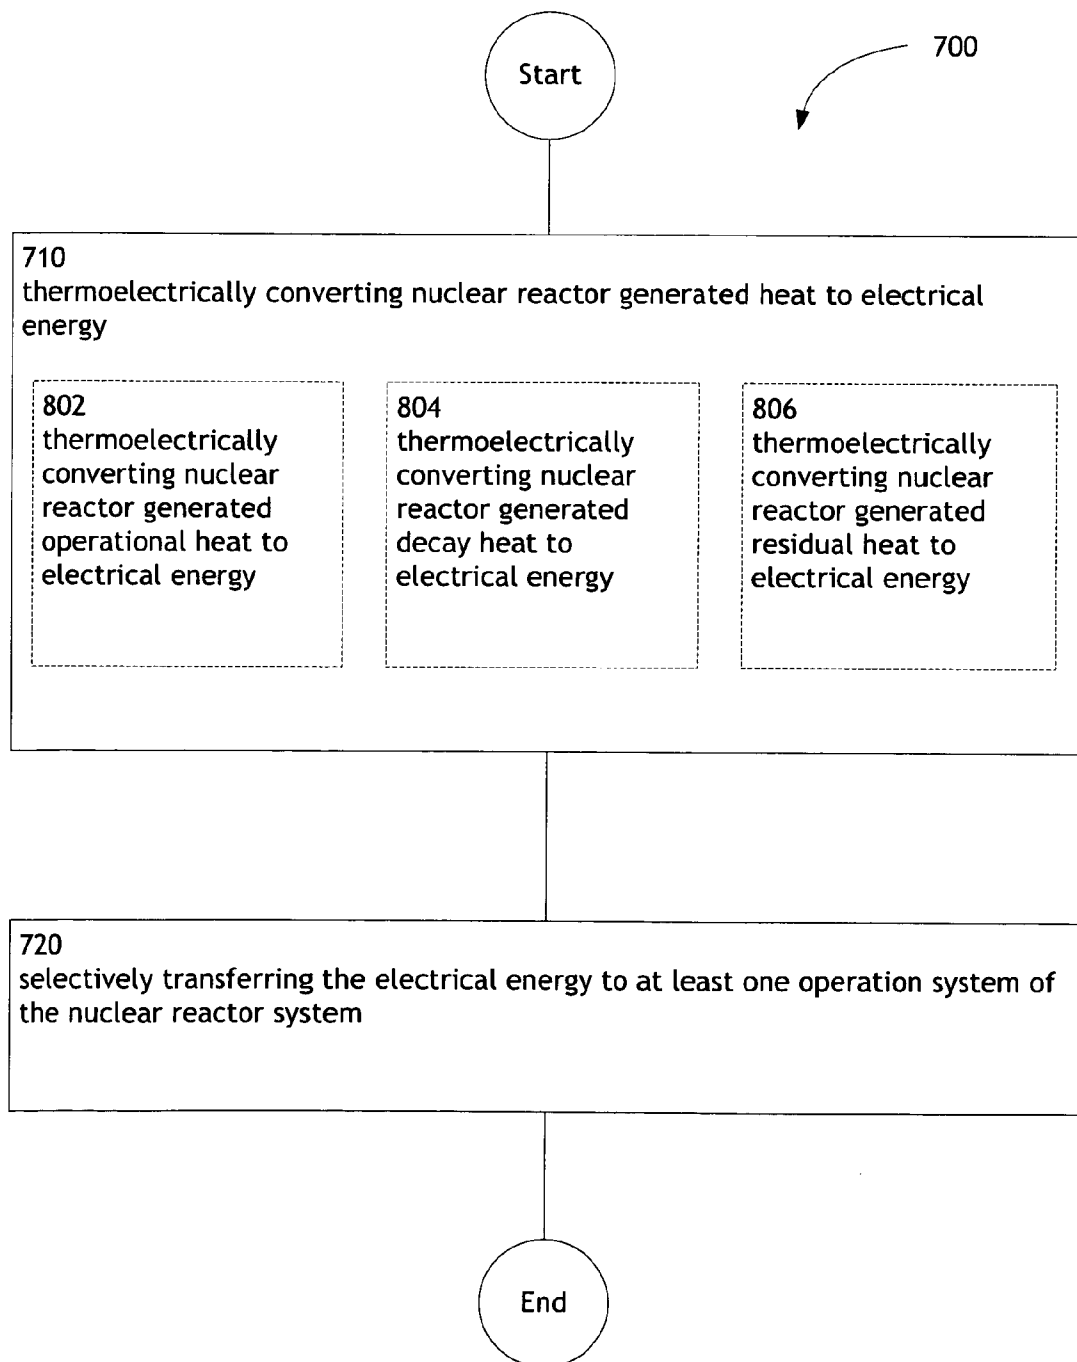 Start
700
710
thermoelectrically converting nuclear reactor generated heat to electrical
energy
802
thermoelectrically
converting nuclear
reactor generated
operational heat to
electrical energy
804
thermoelectrically
converting nuclear
reactor generated
decay heat to
electrical energy
806
thermoelectrically
converting nuclear
reactor generated
residual heat to
electrical energy
720
selectively transferring the electrical energy to at least one operation system of
the nuclear reactor system
End